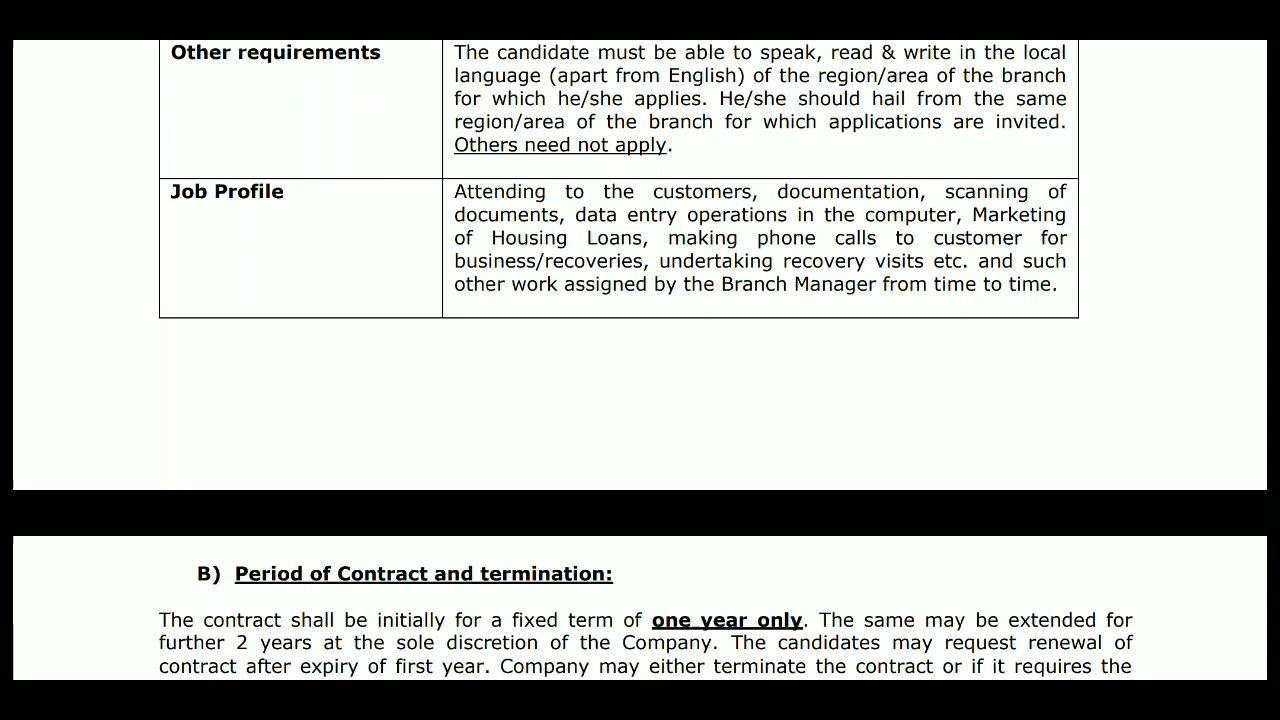 Other requirements
The candidate must be able to speak, read & write in the local
language (apart from English) of the region/area of the branch
for which he/she applies. He/she should hail from the same
region/area of the branch for which applications are invited.
Others need not apply.
Job Profile
Attending to the customers, documentation, scanning of
documents, data entry operations in the computer, Marketing
of Housing Loans, making phone calls to customer for
business/recoveries, undertaking recovery visits etc. and such
other work assigned by the Branch Manager from time to time.
B) Period of Contract and termination:
The contract shall be initially for a fixed term of one year only. The same may be extended for
further 2 years at the sole discretion of the Company. The candidates may request renewal of
contract after expiry of first year. Company may either terminate the contract or if it requires the